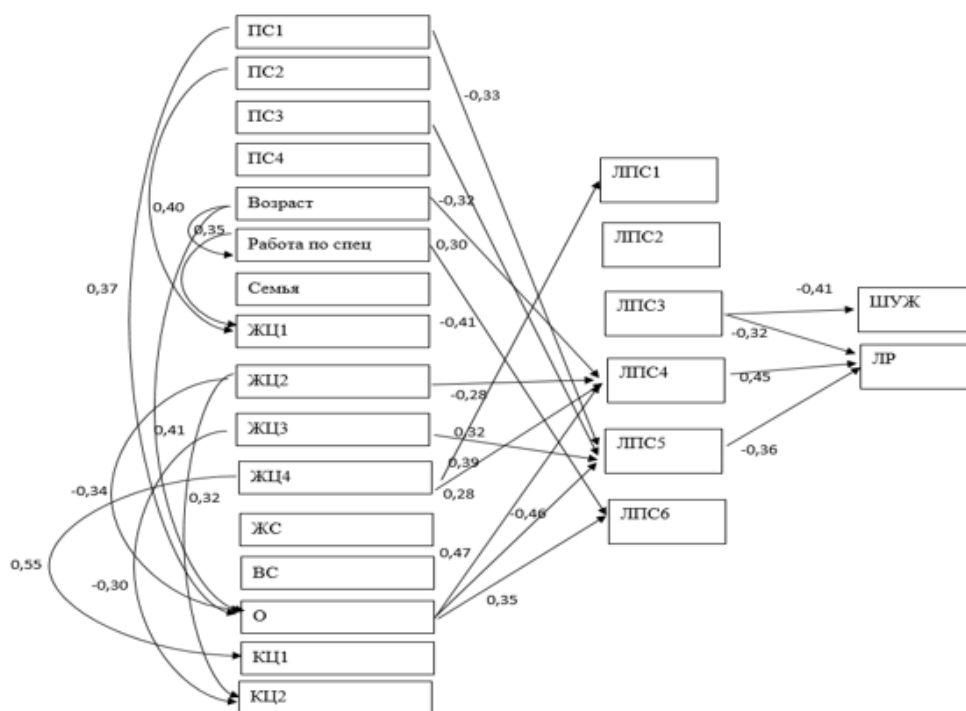 ПС1
ПС2
-0,33
ПС3
ПС4
ЛПС1
Возраст
-0,32
0,40
0,35
Работа по спец
0,30
ЛПС2
0,37
Семья
ЛПС3
-0,41
ШУЖ
ЖЦ1
-0,41
-0,32
ЛР
ЖЦ2
-0,28
ЛПС4
0,45
ЖЦ3
0,32
ЛПС5
-0,36
0,41
0,39
ЖЦ4
-0,34
0,32
0,28
ЛПС6
-0,46
ЖС
0,47
0,55
-0,30
ВС
0,35
О
КЦ1
КЦ2